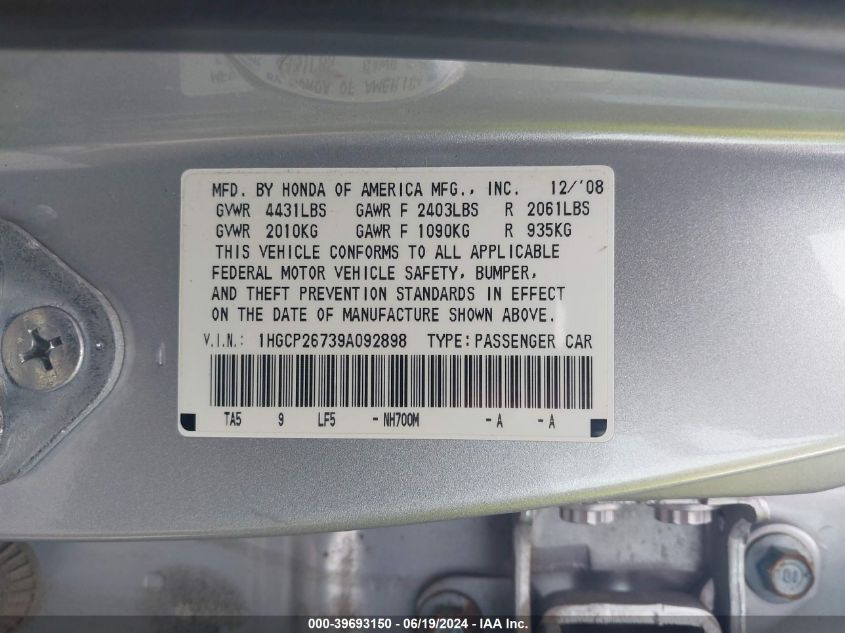 MFD. BY HONDA OF AMERICA MFG., INC. 12/'08
GVWR 4431LBS GAWR F 2403LBS R 2061LBS
GVWR 2010KG GAWR F 1090KG R 935KG
THIS VEHICLE CONFORMS TO ALL APPLICABLE
FEDERAL MOTOR VEHICLE SAFETY, BUMPER,
AND THEFT PREVENTION STANDARDS IN EFFECT
ON THE DATE OF MANUFACTURE SHOWN ABOVE.
V.I.N.: 1HGCP26739A092898 TYPE: PASSENGER CAR
TA5 9 LF5 - NH700M - A - A
000-39693150 - 06/19/2024 - IAA Inc.